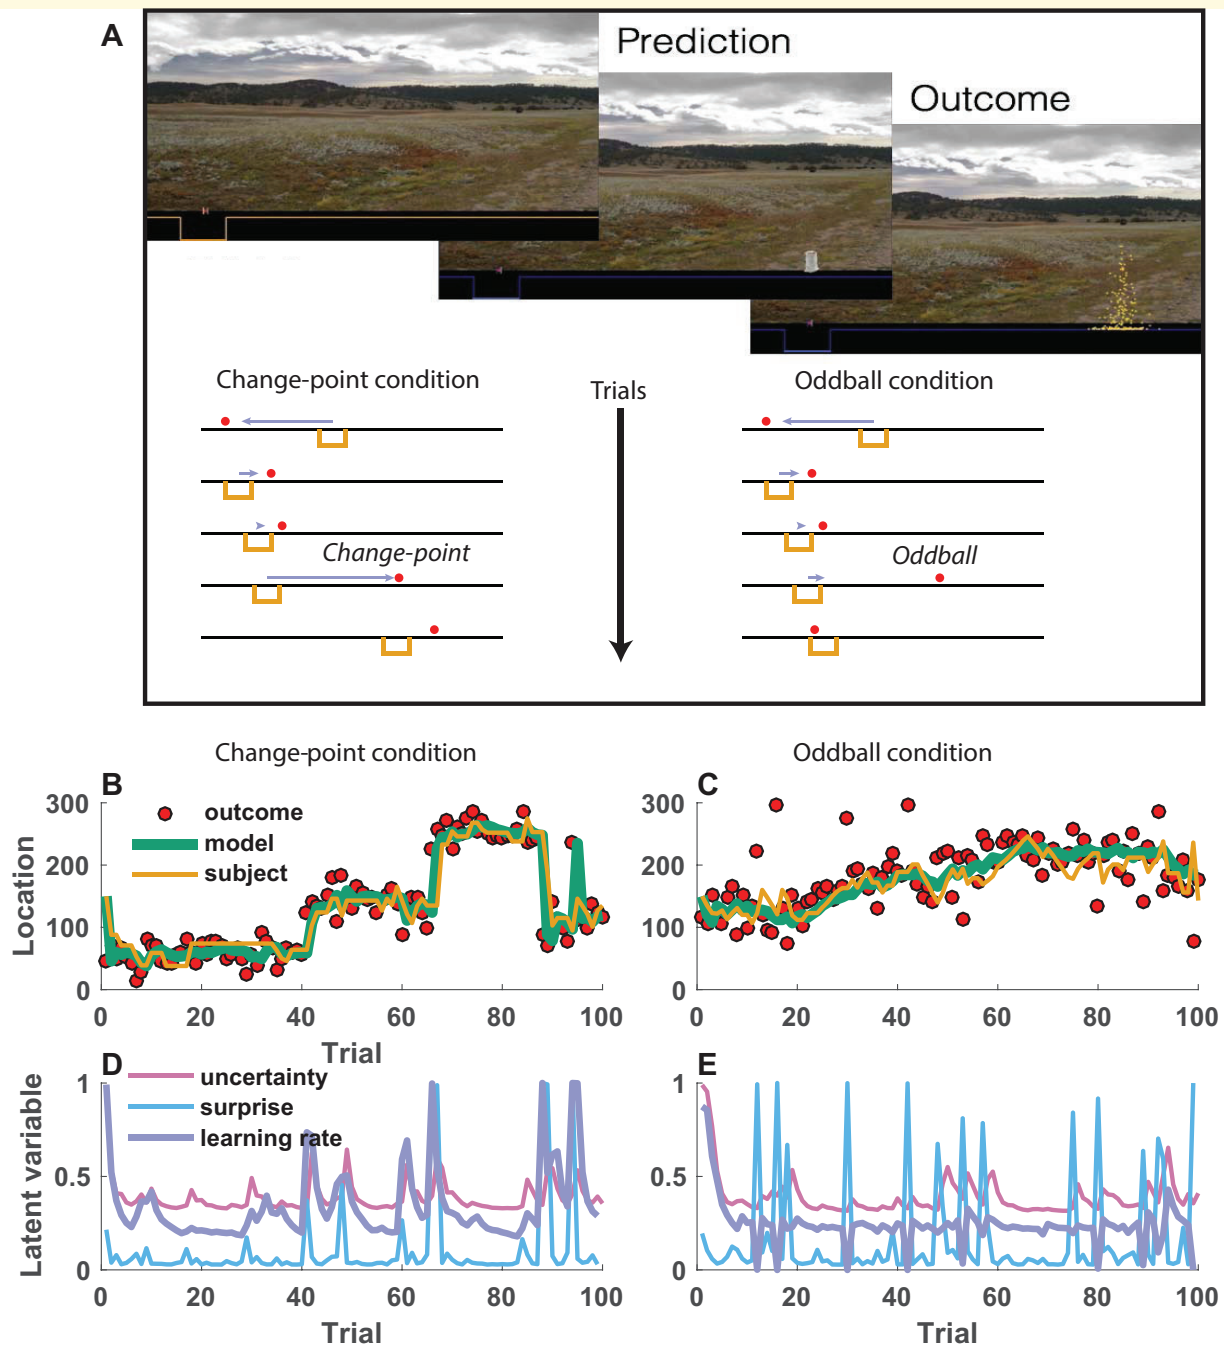 A
Prediction
Outcome
Change-point condition
Trials
Oddball condition
Change-point
Oddball
Change-point condition
Oddball condition
B
C
300
200
100
0
Location
outcome
model
subject
0 20 40 60 80 100
Trial
300
200
100
0
0 20 40 60 80 100
D
E
1
0.5
0
Latent variable
uncertainty
surprise
learning rate
0 20 40 60 80 100
Trial
1
0.5
0
0 20 40 60 80 100
Trial